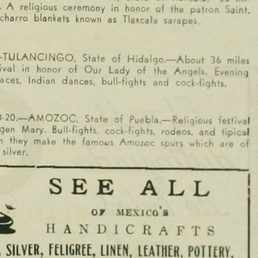 . A religious ceremony in honor of the patron Saint.
charro blankets known as Tlaxcala sarapes.
-TULANCINGO, State of Hidalgo.—About 36 miles
ival in honor of Our Lady of the Angels. Evening
aces, Indian dances, bull-fights and cock-fights.
0-20.—AMOZOC, State of Puebla.—Religious festival
gen Mary. Bull-fights, cock-fights, rodeos, and tipical
n they make the famous Amozoc spurs which are of
silver.
SEE ALL
OF MEXICO'S
HANDICRAFTS
, SILVER, FELIGREE, LINEN, LEATHER, POTTERY,